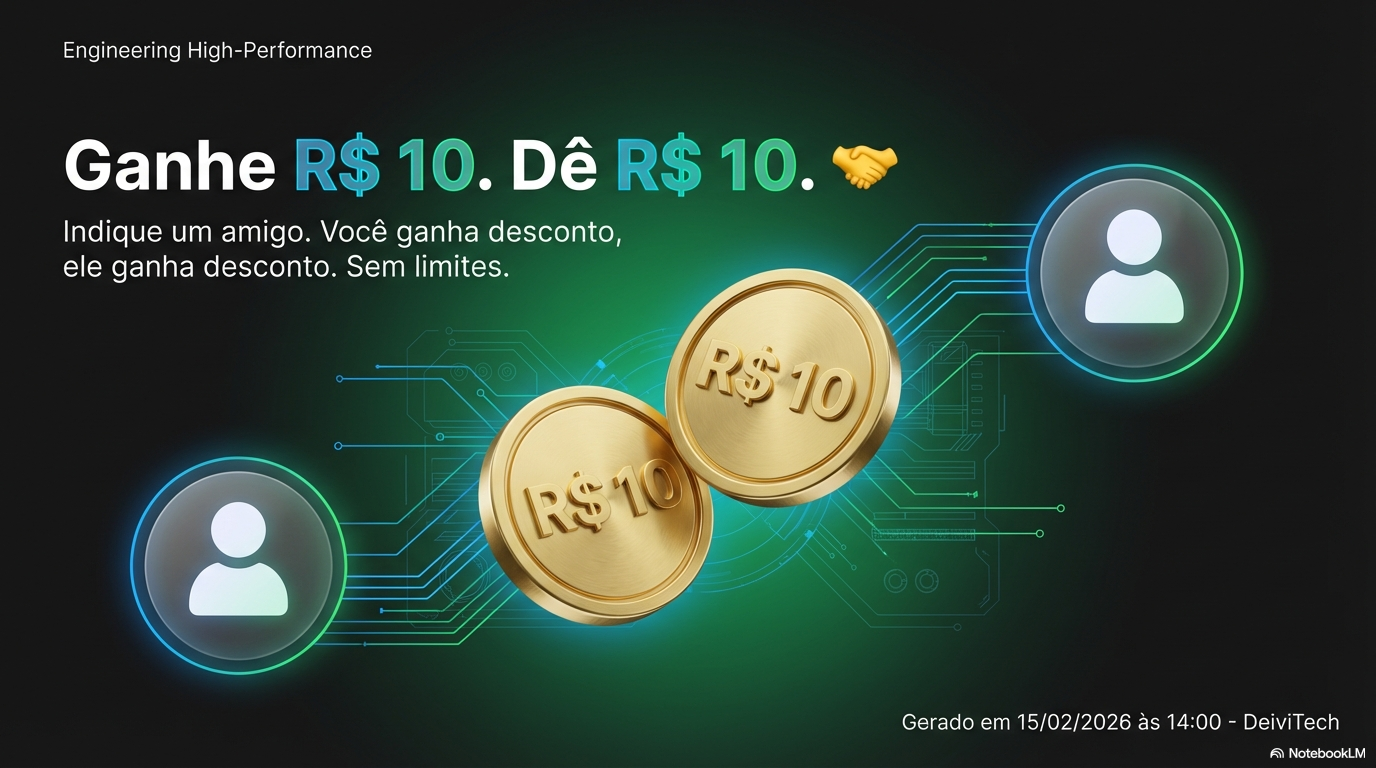 Engineering High-Performance
Ganhe R$ 10. Dê R$ 10. 🤝
Indique um amigo. Você ganha desconto,
ele ganha desconto. Sem limites.
R$ 10
R$ 10
Gerado em 15/02/2026 às 14:00 - DeiviTech
NotebookLM